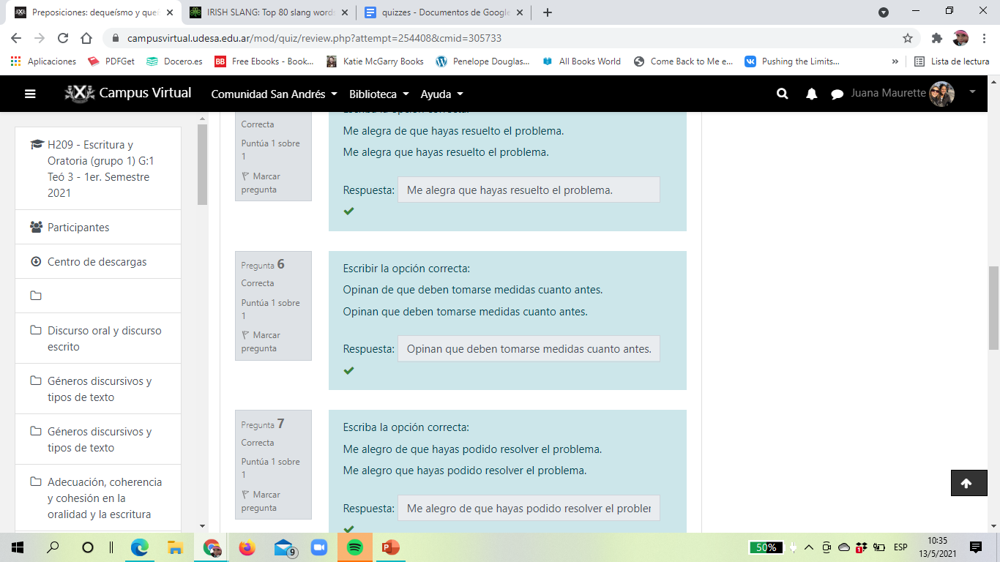 Preposiciones: dequeísmo y que
IRISH SLANG: Top 80 slang words
quizzes - Documentos de Google
campusvirtual.udesa.edu.ar/mod/quiz/review.php?attempt=254408&cmid=305733
Aplicaciones PDFGet Docero.es BB Free Ebooks - Book... Katie McGarry Books Penelope Douglas... All Books World Come Back to Me e... Pushing the Limits... » Lista de lectura
Campus Virtual Comunidad San Andrés Biblioteca Ayuda Juana Maurette
H209 - Escritura y
Oratoria (grupo 1) G:1
Teó 3 - 1er. Semestre
2021
Participantes
Centro de descargas
Discurso oral y discurso
escrito
Géneros discursivos y
tipos de texto
Géneros discursivos y
tipos de texto
Adecuación, coherencia
y cohesión en la
oralidad y la escritura
Correcta
Puntúa 1 sobre
1
Marcar
pregunta
Escriba la opción correcta:
Me alegra de que hayas resuelto el problema.
Me alegra que hayas resuelto el problema.
Respuesta: Me alegra que hayas resuelto el problema.
Pregunta 6
Correcta
Puntúa 1 sobre
1
Marcar
pregunta
Escribir la opción correcta:
Opinan de que deben tomarse medidas cuanto antes.
Opinan que deben tomarse medidas cuanto antes.
Respuesta: Opinan que deben tomarse medidas cuanto antes.
Pregunta 7
Correcta
Puntúa 1 sobre
1
Marcar
pregunta
Escriba la opción correcta:
Me alegro de que hayas podido resolver el problema.
Me alegro que hayas podido resolver el problema.
Respuesta: Me alegro de que hayas podido resolver el probler
9
50%
ESP
10:35
13/5/2021